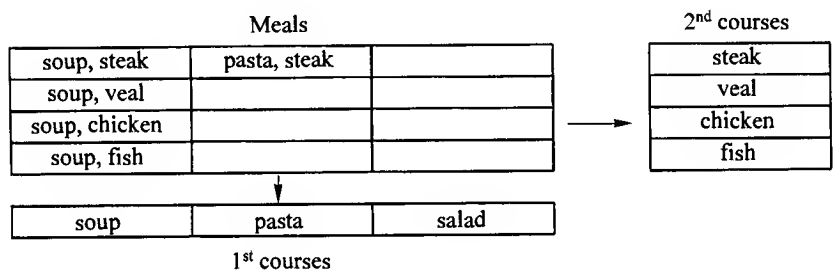 Meals
2nd courses
soup, steak pasta, steak
soup, veal
soup, chicken
soup, fish
steak
veal
chicken
fish
soup pasta salad
1st courses